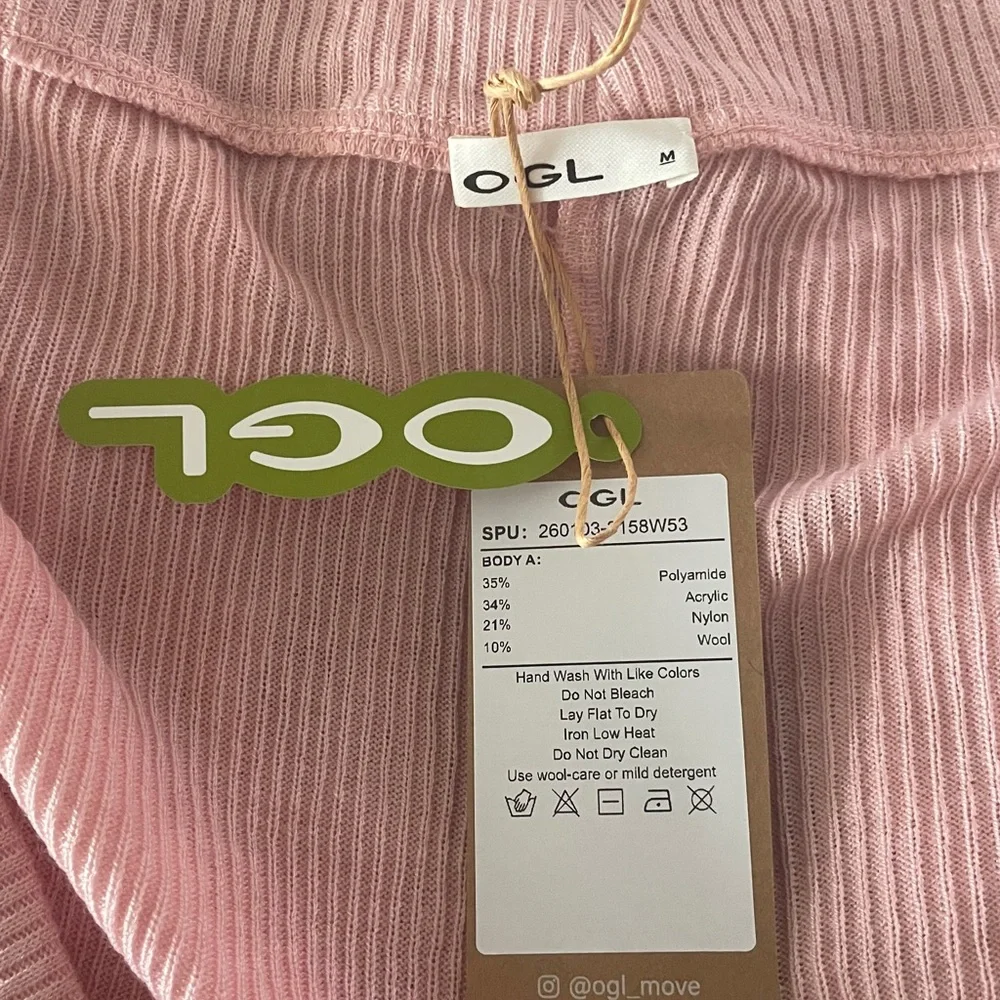 OGL M
OGL
OGL
SPU: 260103-3158W53
BODY A:
35% Polyamide
34% Acrylic
21% Nylon
10% Wool
Hand Wash With Like Colors
Do Not Bleach
Lay Flat To Dry
Iron Low Heat
Do Not Dry Clean
Use wool-care or mild detergent
@ogl_move